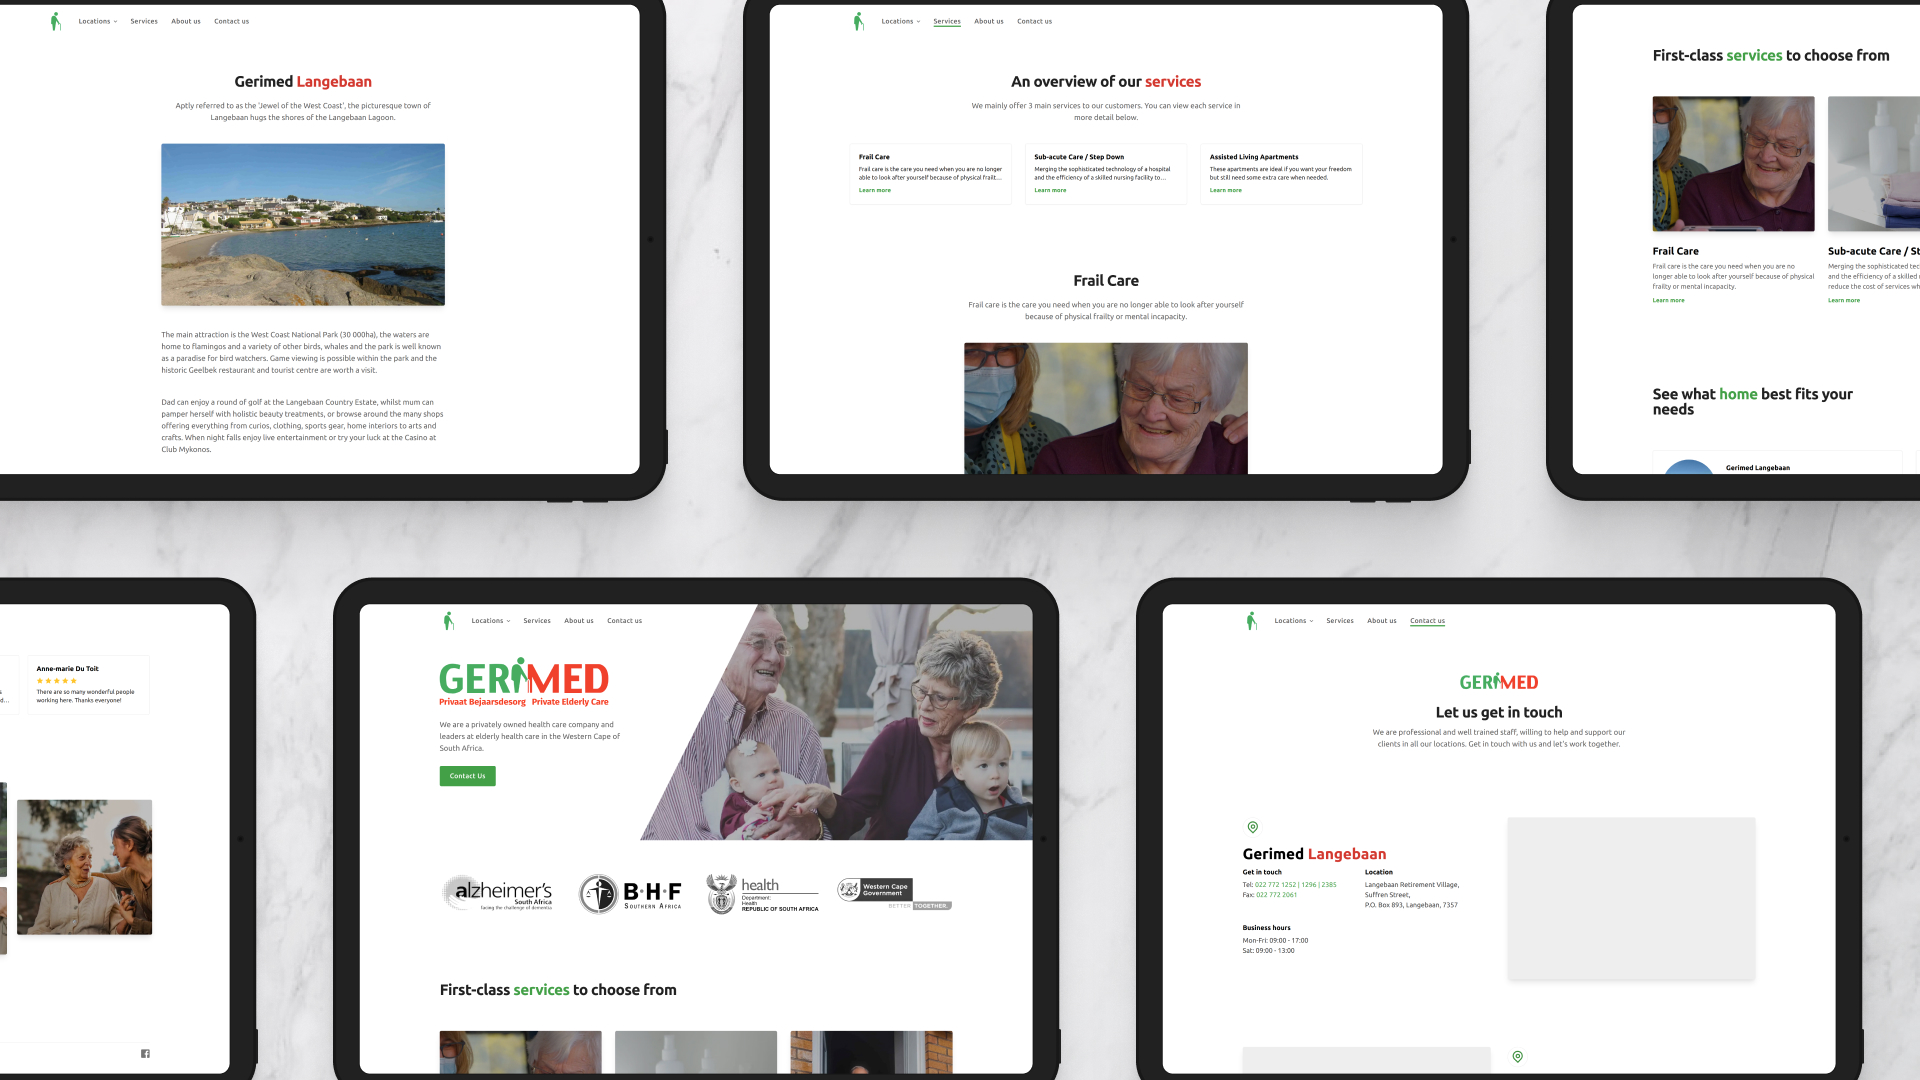 Locations
Services
About us
Contact us
Gerimed Langebaan
Aptly referred to as the 'Jewel of the West Coast', the picturesque town of
Langebaan hugs the shores of the Langebaan Lagoon.
The main attraction is the West Coast National Park (30 000ha), the waters are
home to flamingos and a variety of other birds, whales and the park is well known
as a paradise for bird watchers. Game viewing is possible within the park and the
historic Geelbek restaurant and tourist centre are worth a visit.
Dad can enjoy a round of golf at the Langebaan Country Estate, whilst mum can
pamper herself with holistic beauty treatments, or browse around the many shops
offering everything from curios, clothing, sports gear, home interiors to arts and
crafts. When night falls enjoy live entertainment or try your luck at the Casino at
Club Mykonos.
Locations
Services
About us
Contact us
An overview of our services
We mainly offer 3 main services to our customers. You can view each service in
more detail below.
Frail Care
Frail care is the care you need when you are no longer
able to look after yourself because of physical frailt...
Learn more
Sub-acute Care / Step Down
Merging the sophisticated technology of a hospital
and the efficiency of a skilled nursing facility to...
Learn more
Assisted Living Apartments
These apartments are ideal if you want your freedom
but still need some extra care when needed.
Learn more
Frail Care
Frail care is the care you need when you are no longer able to look after yourself
because of physical frailty or mental incapacity.
First-class services to choose from
Frail Care
Frail care is the care you need when you are no
longer able to look after yourself because of physical
frailty or mental incapacity.
Learn more
Sub-acute Care / St
Merging the sophisticated tec
and the efficiency of a skilled
reduce the cost of services wh
Learn more
See what home best fits your
needs
Gerimed Langebaan
s
d...
Anne-marie Du Toit
There are so many wonderful people
working here. Thanks everyone!
Locations
Services
About us
Contact us
GERIMED
Privaat Bejaardesorg Private Elderly Care
We are a privately owned health care company and
leaders at elderly health care in the Western Cape of
South Africa.
Contact Us
alzheimer's
South Africa
facing the challenge of dementia
B·H·F
SOUTHERN AFRICA
health
Department:
Health
REPUBLIC OF SOUTH AFRICA
Western Cape
Government
BETTER TOGETHER.
First-class services to choose from
Locations
Services
About us
Contact us
GERIMED
Let us get in touch
We are professional and well trained staff, willing to help and support our
clients in all our locations. Get in touch with us and let's work together.
Gerimed Langebaan
Get in touch
Tel: 022 772 1252 | 1296 | 2385
Fax: 022 772 2061
Location
Langebaan Retirement Village,
Suffren Street,
P.O. Box 893, Langebaan, 7357
Business hours
Mon-Fri: 09:00 - 17:00
Sat: 09:00 - 13:00